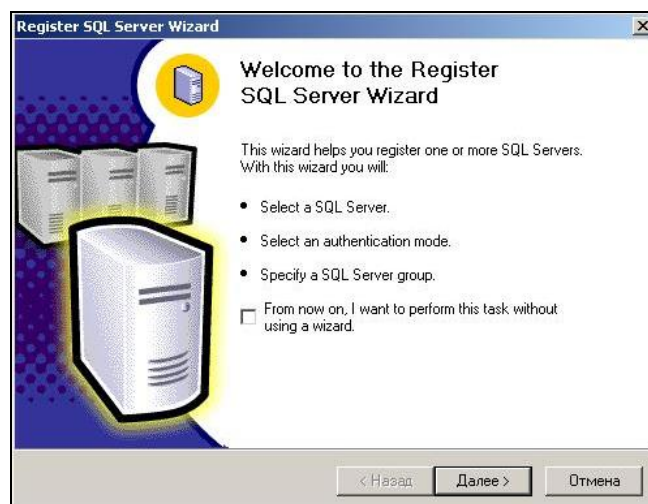 Register SQL Server Wizard
Welcome to the Register
SQL Server Wizard
This wizard helps you register one or more SQL Servers.
With this wizard you will:
• Select a SQL Server.
• Select an authentication mode.
• Specify a SQL Server group.
From now on, I want to perform this task without
using a wizard.
< Назад
Далее >
Отмена